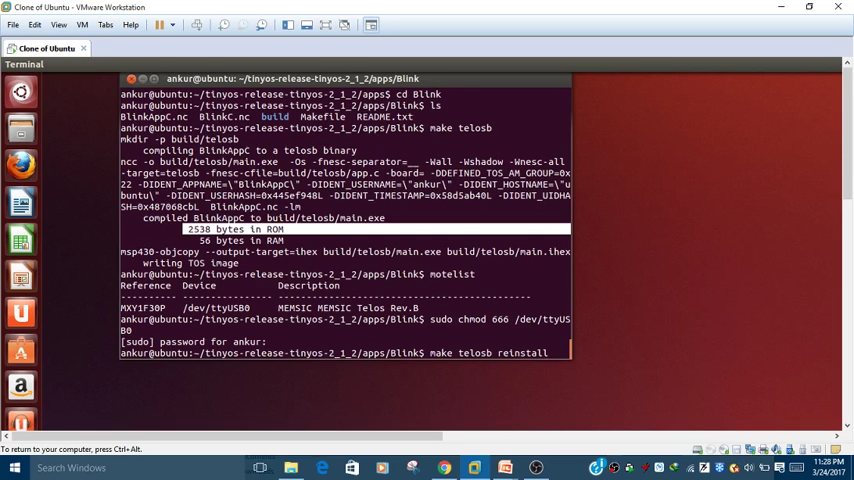 Clone of Ubuntu - VMware Workstation
File Edit View VM Tabs Help
Clone of Ubuntu
Terminal
ankur@ubuntu: ~/tinyos-release-tinyos-2_1_2/apps/Blink
ankur@ubuntu:~/tinyos-release-tinyos-2_1_2/apps$ cd Blink
ankur@ubuntu:~/tinyos-release-tinyos-2_1_2/apps/Blink$ ls
BlinkAppC.nc BlinkC.nc build Makefile README.txt
ankur@ubuntu:~/tinyos-release-tinyos-2_1_2/apps/Blink$ make telosb
mkdir -p build/telosb
compiling BlinkAppC to a telosb binary
ncc -o build/telosb/main.exe -Os -fnesc-separator=__ -Wall -Wshadow -Wnesc-all
-target=telosb -fnesc-cfile=build/telosb/app.c -board= -DDEFINED_TOS_AM_GROUP=0x
22 -DIDENT_APPNAME=\"BlinkAppC\" -DIDENT_USERNAME=\"ankur\" -DIDENT_HOSTNAME=\"u
buntu\" -DIDENT_USERHASH=0x445ef948L -DIDENT_TIMESTAMP=0x58d5ab40L -DIDENT_UIDHA
SH=0x487068cbL BlinkAppC.nc -lm
compiled BlinkAppC to build/telosb/main.exe
2538 bytes in ROM
56 bytes in RAM
msp430-objcopy --output-target=ihex build/telosb/main.exe build/telosb/main.ihex
writing TOS image
ankur@ubuntu:~/tinyos-release-tinyos-2_1_2/apps/Blink$ motelist
Reference Device Description
---------- ---------------- ---------------------------------------------
MXY1F30P /dev/ttyUSB0 MEMSIC MEMSIC Telos Rev.B
ankur@ubuntu:~/tinyos-release-tinyos-2_1_2/apps/Blink$ sudo chmod 666 /dev/ttyUS
B0
[sudo] password for ankur:
ankur@ubuntu:~/tinyos-release-tinyos-2_1_2/apps/Blink$ make telosb reinstall
To return to your computer, press Ctrl+Alt.
Search Windows
11:28 PM
3/24/2017